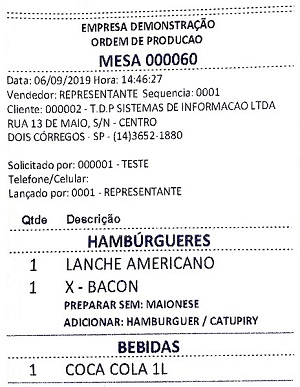 EMPRESA DEMONSTRAÇÃO
ORDEM DE PRODUCAO
MESA 000060
Data: 06/09/2019 Hora: 14:46:27
Vendedor: REPRESENTANTE Sequencia: 0001
Cliente: 000002 - T.D.P SISTEMAS DE INFORMACAO LTDA
RUA 13 DE MAIO, S/N - CENTRO
DOIS CÓRREGOS - SP - (14)3652-1880
Solicitado por: 000001 - TESTE
Telefone/Celular:
Lançado por: 0001 - REPRESENTANTE
Qtde Descrição
HAMBÚRGUERES
1 LANCHE AMERICANO
1 X - BACON
PREPARAR SEM: MAIONESE
ADICIONAR: HAMBURGUER / CATUPIRY
BEBIDAS
1 COCA COLA 1L